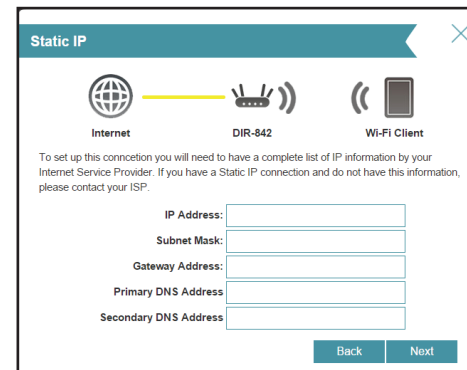 Static IP
Internet DIR-842 Wi-Fi Client
To set up this conncetion you will need to have a complete list of IP information by your
Internet Service Provider. If you have a Static IP connection and do not have this information,
please contact your ISP.
IP Address:
Subnet Mask:
Gateway Address:
Primary DNS Address
Secondary DNS Address
Back Next